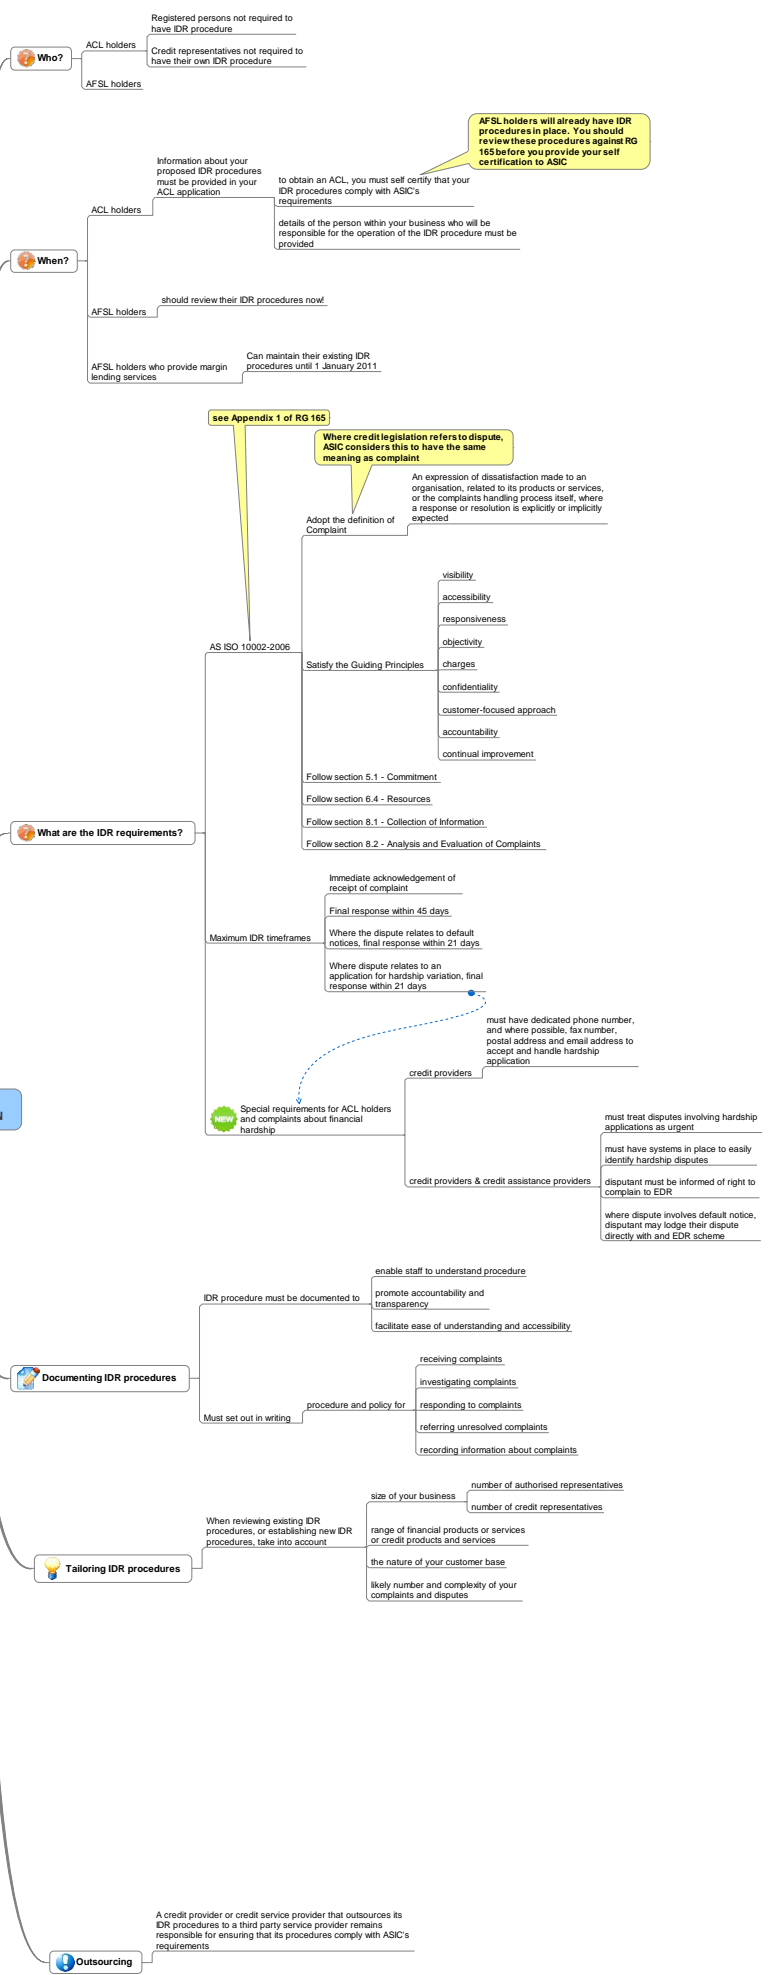 Registered persons not required to
have IDR procedure
ACL holders
Credit representatives not required to
have their own IDR procedure
Who?
AFSL holders
AFSL holders will already have IDR
procedures in place. You should
review these procedures against RG
165 before you provide your self
certification to ASIC
Information about your
proposed IDR procedures
must be provided in your
ACL application
to obtain an ACL, you must self certify that your
IDR procedures comply with ASIC's
requirements
ACL holders
details of the person within your business who will be
responsible for the operation of the IDR procedure must be
provided
When?
AFSL holders
should review their IDR procedures now!
AFSL holders who provide margin
lending services
Can maintain their existing IDR
procedures until 1 January 2011
see Appendix 1 of RG 165
Where credit legislation refers to dispute,
ASIC considers this to have the same
meaning as complaint
An expression of dissatisfaction made to an
organisation, related to its products or services,
or the complaints handling process itself, where
a response or resolution is explicitly or implicitly
expected
Adopt the definition of
Complaint
visibility
accessibility
responsiveness
objectivity
AS ISO 10002-2006
Satisfy the Guiding Principles
charges
confidentiality
customer-focused approach
accountability
continual improvement
Follow section 5.1 - Commitment
Follow section 6.4 - Resources
Follow section 8.1 - Collection of Information
What are the IDR requirements?
Follow section 8.2 - Analysis and Evaluation of Complaints
Immediate acknowledgement of
receipt of complaint
Final response within 45 days
Maximum IDR timeframes
Where the dispute relates to default
notices, final response within 21 days
Where dispute relates to an
application for hardship variation, final
response within 21 days
must have dedicated phone number,
and where possible, fax number,
postal address and email address to
accept and handle hardship
application
credit providers
NEW
Special requirements for ACL holders
and complaints about financial
hardship
N
must treat disputes involving hardship
applications as urgent
must have systems in place to easily
identify hardship disputes
credit providers & credit assistance providers
disputant must be informed of right to
complain to EDR
where dispute involves default notice,
disputant may lodge their dispute
directly with and EDR scheme
enable staff to understand procedure
IDR procedure must be documented to
promote accountability and
transparency
facilitate ease of understanding and accessibility
Documenting IDR procedures
receiving complaints
investigating complaints
Must set out in writing
procedure and policy for
responding to complaints
referring unresolved complaints
recording information about complaints
number of authorised representatives
size of your business
number of credit representatives
When reviewing existing IDR
procedures, or establishing new IDR
procedures, take into account
range of financial products or services
or credit products and services
Tailoring IDR procedures
the nature of your customer base
likely number and complexity of your
complaints and disputes
A credit provider or credit service provider that outsources its
IDR procedures to a third party service provider remains
responsible for ensuring that its procedures comply with ASIC's
requirements
Outsourcing